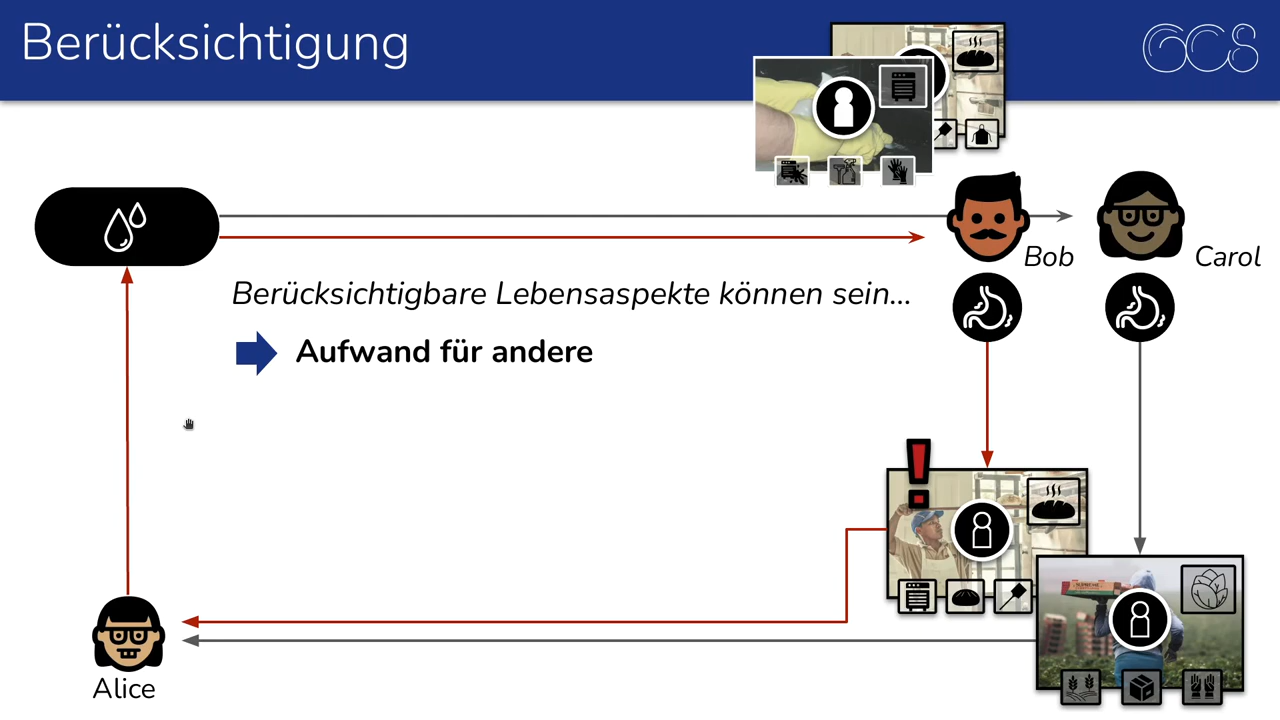 Berücksichtigung
GCS
Bob
Carol
Berücksichtigbare Lebensaspekte können sein...
Aufwand für andere
Alice